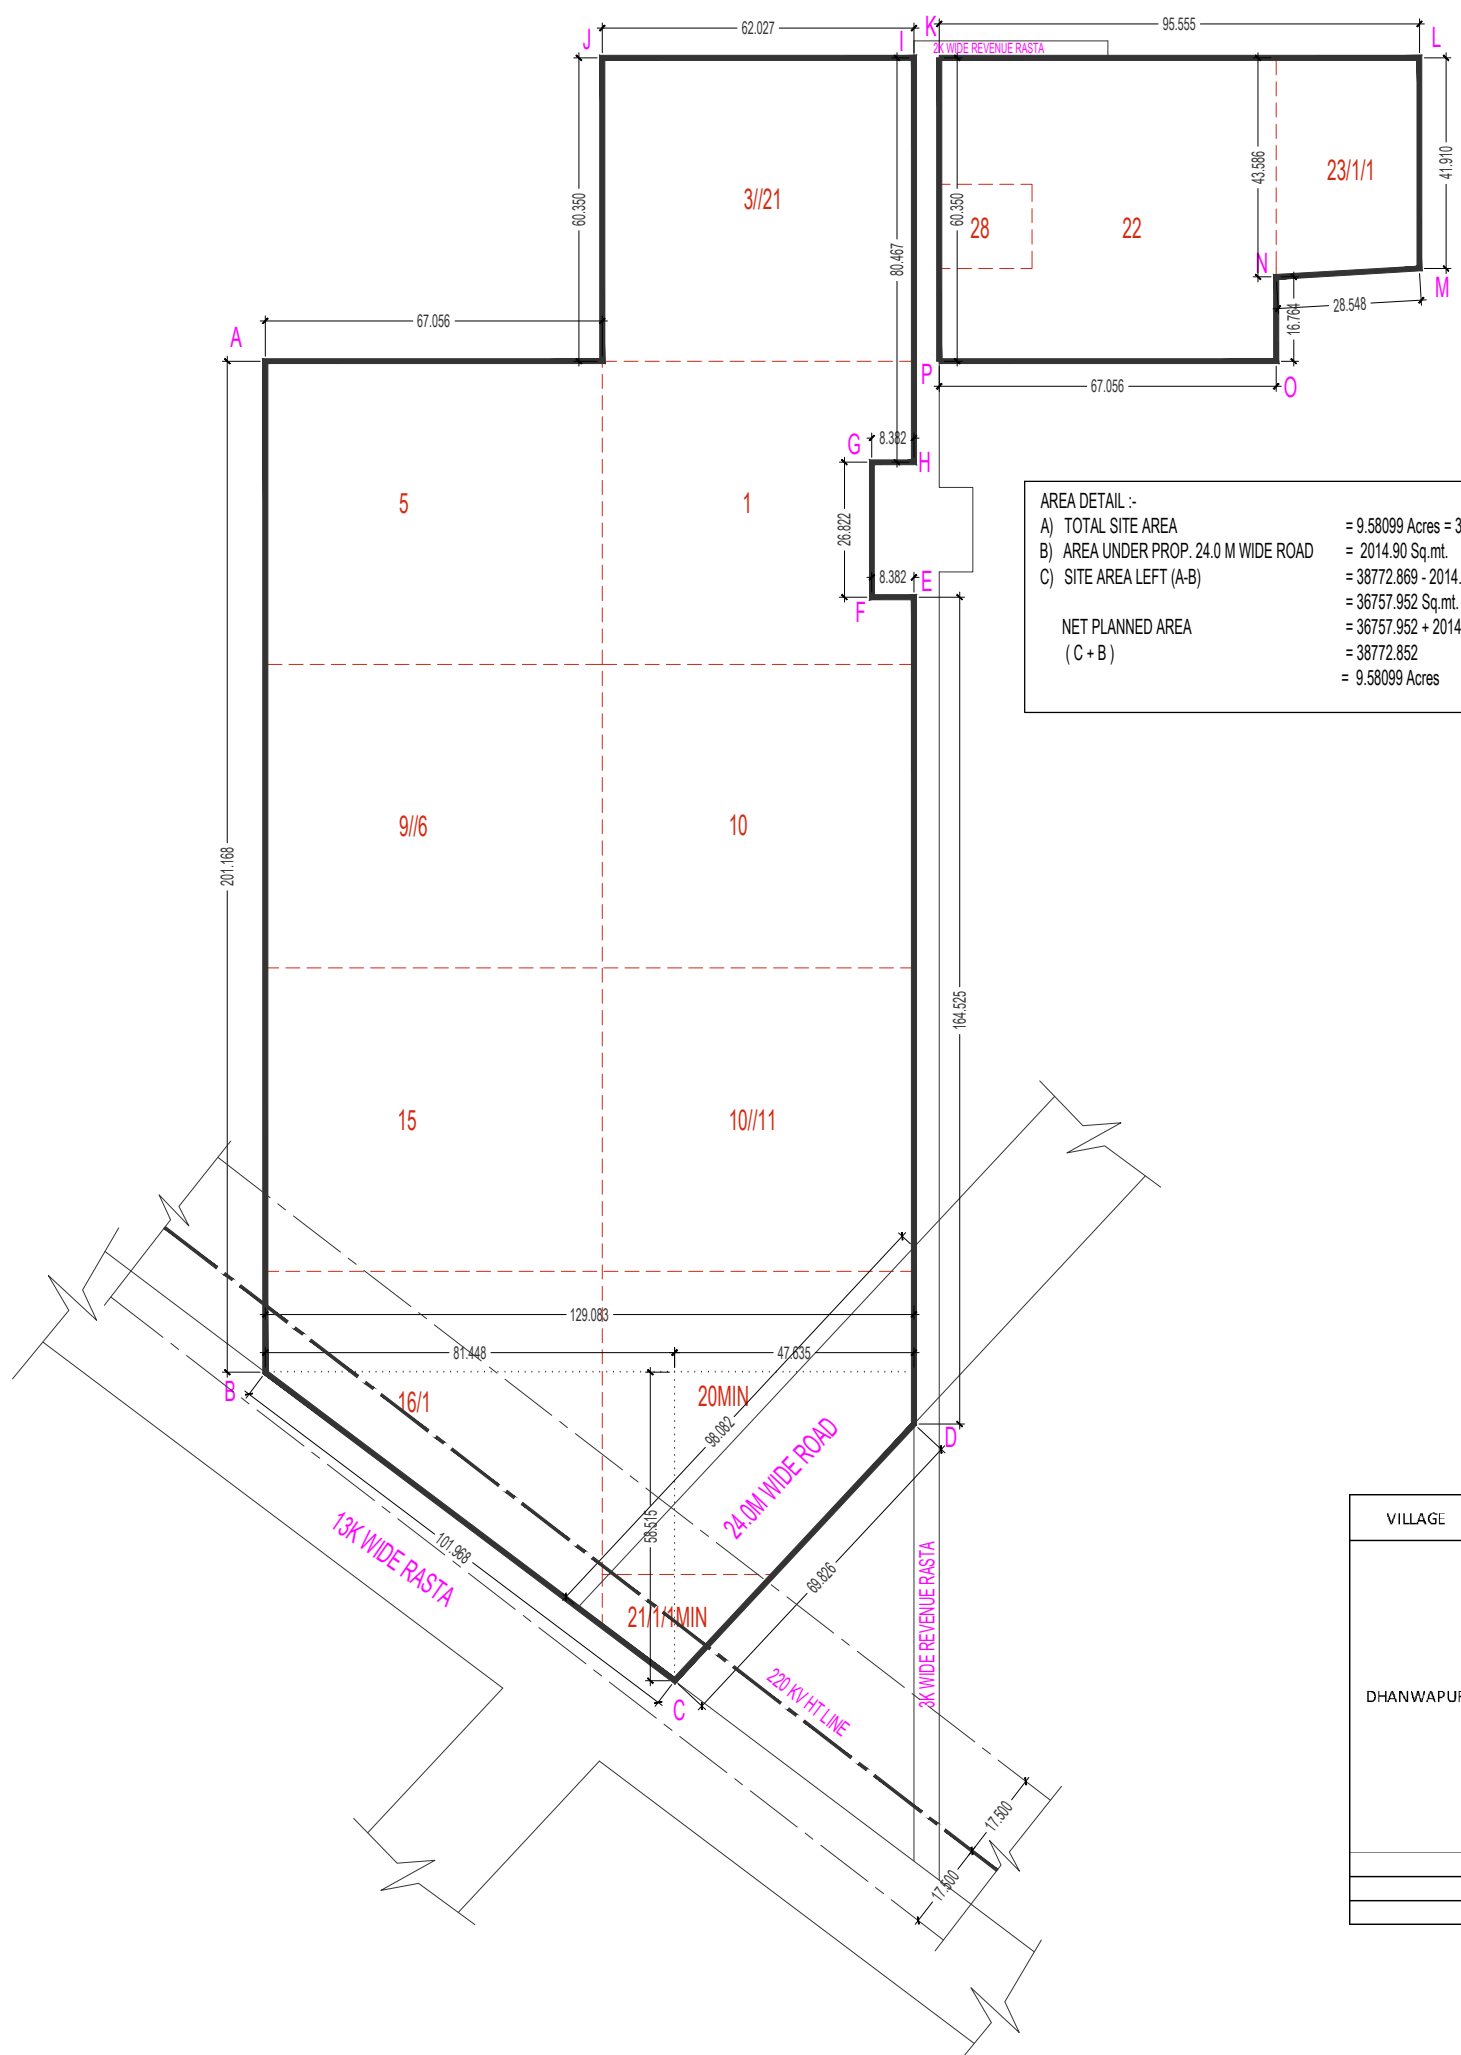 J
62.027
I
K
95.555
L
2K WIDE REVENUE RASTA
60.350
80.467
60.350
43.586
41.910
3//21
28
22
23/1/1
N
M
28.548
16.764
A
67.056
P
67.056
O
G
8.382
H
5
1
26.822
8.382
E
F
AREA DETAIL :-
A) TOTAL SITE AREA = 9.58099 Acres = 3
B) AREA UNDER PROP. 24.0 M WIDE ROAD = 2014.90 Sq.mt.
C) SITE AREA LEFT (A-B) = 38772.869 - 2014.
= 36757.952 Sq.mt.
NET PLANNED AREA = 36757.952 + 2014
( C + B ) = 38772.852
= 9.58099 Acres
9//6
10
201.168
164.525
15
10//11
129.083
81.448
47.635
B
16/1
20MIN
98.082
24.0M WIDE ROAD
D
58.515
13K WIDE RASTA
101.968
69.826
3K WIDE REVENUE RASTA
21/1/1MIN
C
220 KV HT LINE
17.500
17.500
VILLAGE
DHANWAPUR